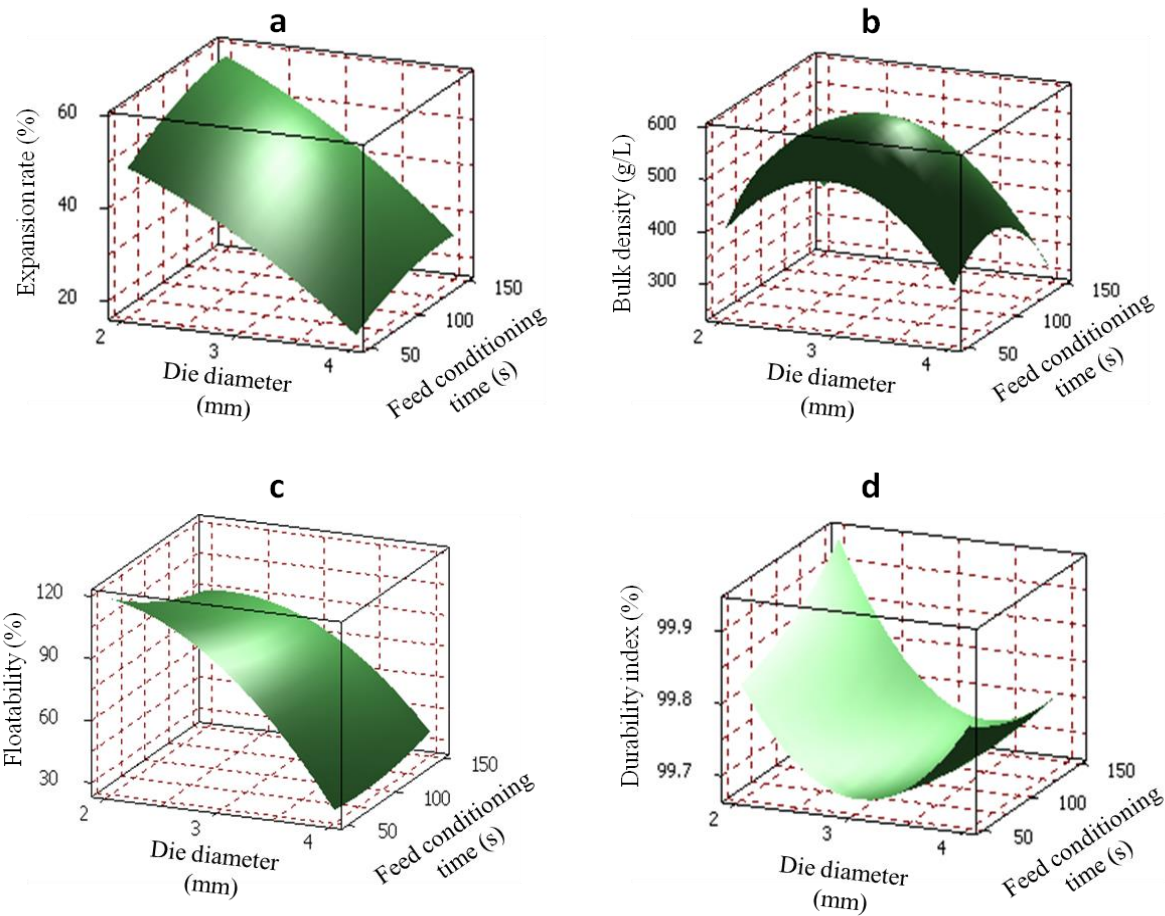 a
Expansion rate (%)
60
40
20
2
3
4
50
100
150
Die diameter
(mm)
Feed conditioning
time (s)
b
Bulk density (g/L)
600
500
400
300
2
3
4
50
100
150
Die diameter
(mm)
Feed conditioning
time (s)
c
Floatability (%)
120
90
60
30
2
3
4
50
100
150
Die diameter
(mm)
Feed conditioning
time (s)
d
Durability index (%)
99.9
99.8
99.7
2
3
4
50
100
150
Die diameter
(mm)
Feed conditioning
time (s)